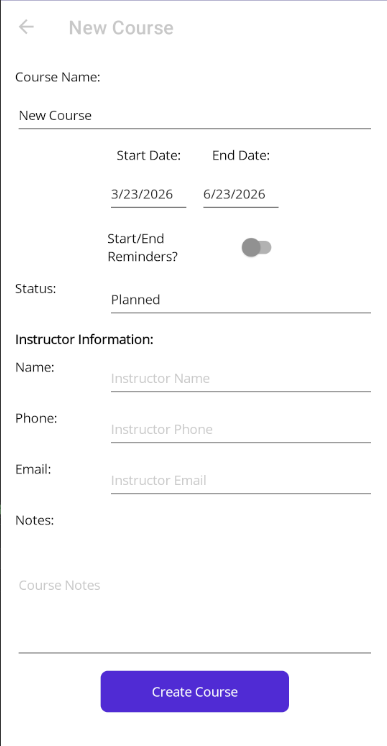 New Course
Course Name:
New Course
Start Date: End Date:
3/23/2026 6/23/2026
Start/End
Reminders?
Status:
Planned
Instructor Information:
Name:
Instructor Name
Phone:
Instructor Phone
Email:
Instructor Email
Notes:
Course Notes
Create Course